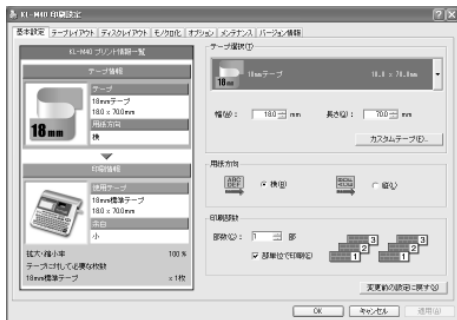 KL-M40 印刷設定
基本設定 テープレイアウト ディスクレイアウト モノクロ化 オプション メンテナンス バージョン情報
KL-M40 プリント情報一覧
テープ情報
テープ
18mmテープ
18.0 x 70.0mm
用紙方向
横
18 mm
印刷情報
使用テープ
18mm標準テープ
18.0 x 70.0mm
余白
小
拡大・縮小率 100 %
テープに対して必要な枚数
18mm標準テープ x 1枚
テープ選択(T)
18mm
18mmテープ 18.0 x 70.0mm
幅(W): 18.0 mm 長さ(Q): 70.0 mm
カスタムテープ(E)...
用紙方向
ABC
DEF
横(B)
縦(L)
印刷部数
部数(C): 1 部
部単位で印刷(E)
1 2 3 1 2 3
変更前の設定に戻す(U)
OK キャンセル 適用(A)